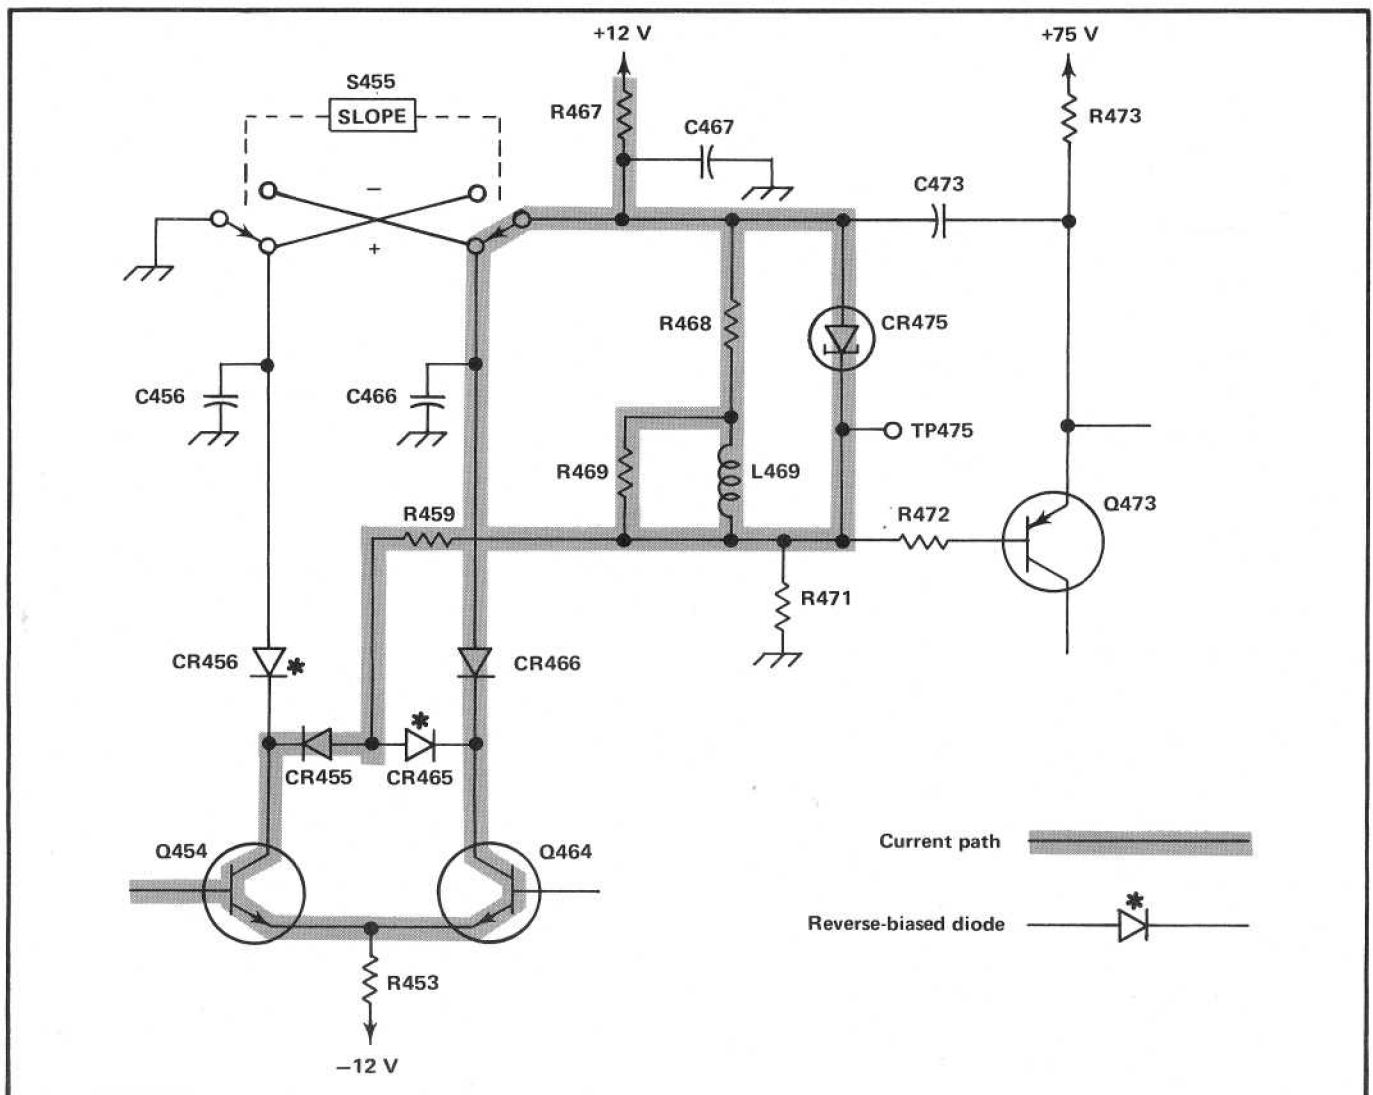 +12 V
+75 V
S455
SLOPE
R467
C467
R473
C473
−
+
R468
CR475
C456
C466
TP475
R469
L469
R459
R472
Q473
R471
CR456
*
CR466
*
CR455
CR465
Q454
Q464
Current path
*
Reverse-biased diode
R453
−12 V